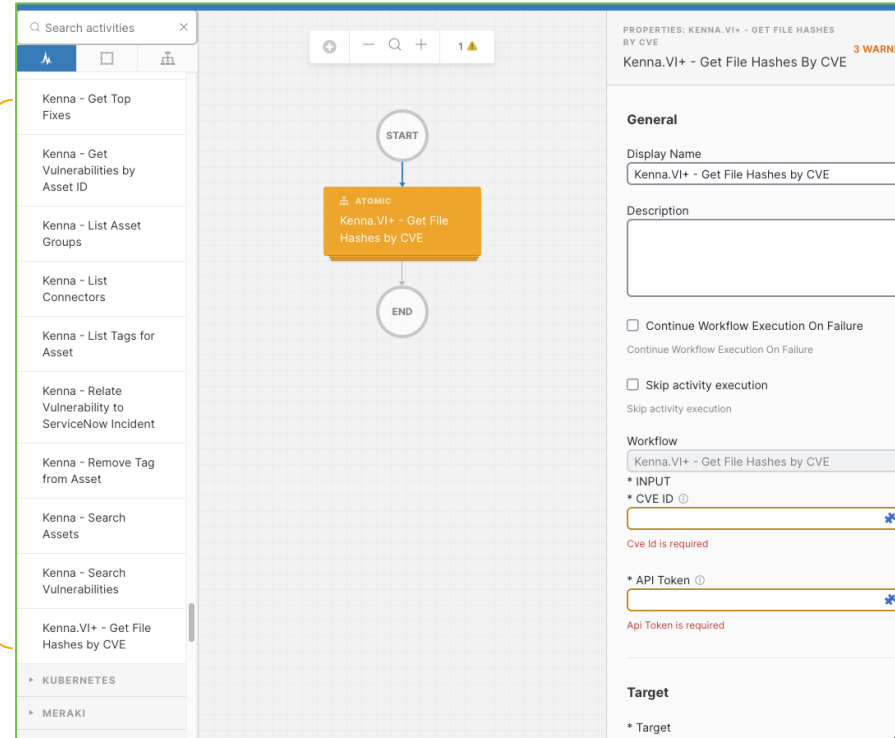 Search activities
Kenna - Get Top
Fixes
Kenna - Get
Vulnerabilities by
Asset ID
Kenna - List Asset
Groups
Kenna - List
Connectors
Kenna - List Tags for
Asset
Kenna - Relate
Vulnerability to
ServiceNow Incident
Kenna - Remove Tag
from Asset
Kenna - Search
Assets
Kenna - Search
Vulnerabilities
Kenna.VI+ - Get File
Hashes by CVE
KUBERNETES
MERAKI
1
START
ATOMIC
Kenna.VI+ - Get File
Hashes by CVE
END
PROPERTIES: KENNA.VI+ - GET FILE HASHES
BY CVE
Kenna.VI+ - Get File Hashes By CVE
3 WARN
General
Display Name
Kenna.VI+ - Get File Hashes by CVE
Description
Continue Workflow Execution On Failure
Continue Workflow Execution On Failure
Skip activity execution
Skip activity execution
Workflow
Kenna.VI+ - Get File Hashes by CVE
* INPUT
* CVE ID
Cve Id is required
* API Token
Api Token is required
Target
* Target